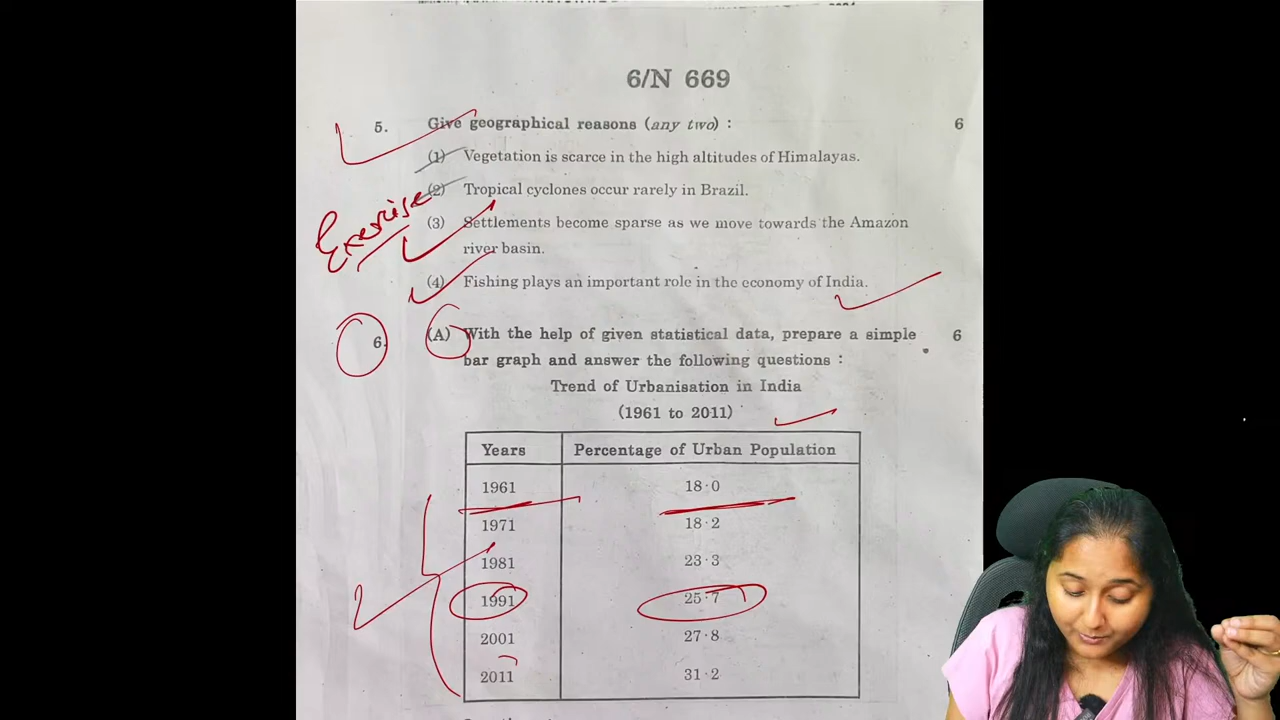 6/N 669
5. Give geographical reasons (any two) : 6
(1) Vegetation is scarce in the high altitudes of Himalayas.
(2) Tropical cyclones occur rarely in Brazil.
Exercise
(3) Settlements become sparse as we move towards the Amazon
river basin.
(4) Fishing plays an important role in the economy of India.
6. (A) With the help of given statistical data, prepare a simple 6
bar graph and answer the following questions :
Trend of Urbanisation in India
(1961 to 2011)
Years Percentage of Urban Population
1961 18·0
1971 18·2
1981 23·3
1991 25·7
2001 27·8
2011 31·2